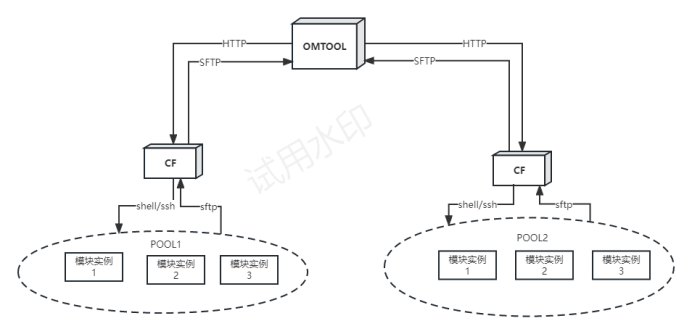 OMTOOL
HTTP
HTTP
SFTP
SFTP
试用水印
CF
CF
shell/ssh
sftp
shell/ssh
sftp
POOL1
POOL2
模块实例
1
模块实例
2
模块实例
3
模块实例
1
模块实例
2
模块实例
3